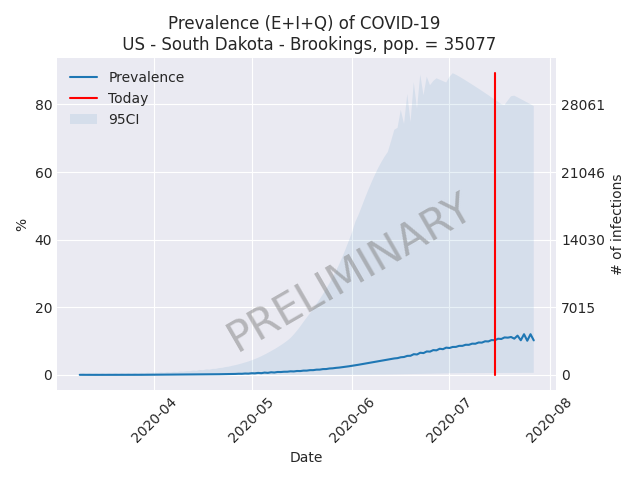 Prevalence (E+I+Q) of COVID-19
US - South Dakota - Brookings, pop. = 35077
Prevalence
Today
95CI
80
60
40
20
0
%
28061
21046
14030
7015
0
# of infections
PRELIMINARY
2020-04
2020-05
2020-06
2020-07
2020-08
Date